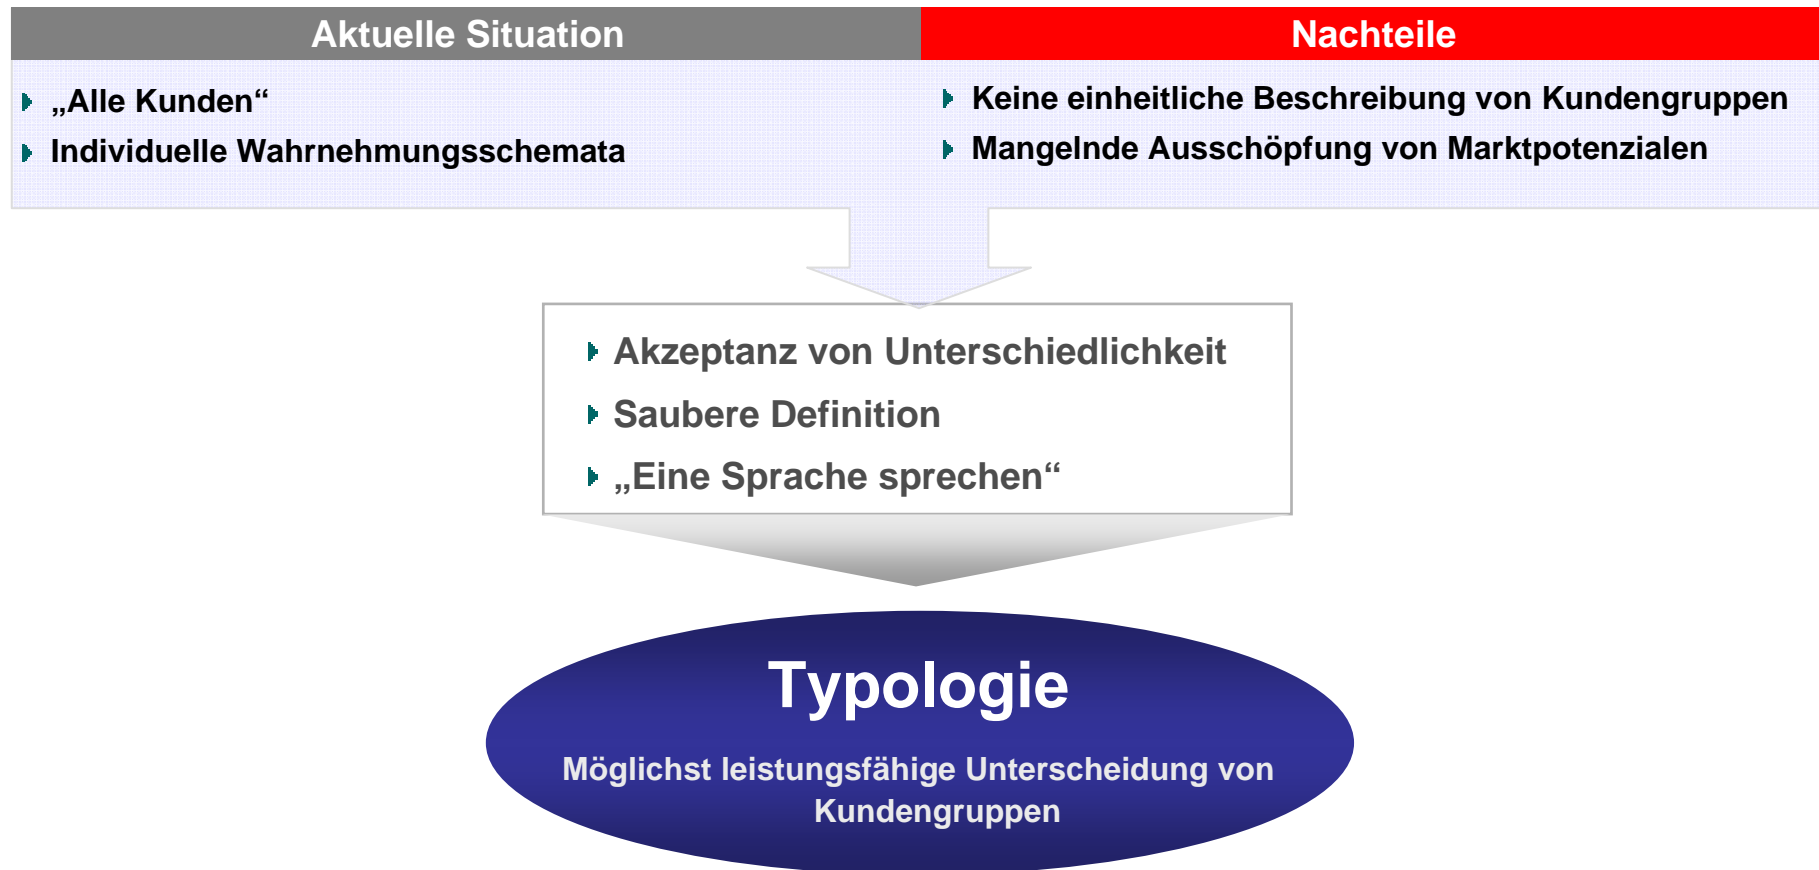 Aktuelle Situation
Nachteile
„Alle Kunden“
Individuelle Wahrnehmungsschemata
Keine einheitliche Beschreibung von Kundengruppen
Mangelnde Ausschöpfung von Marktpotenzialen
Akzeptanz von Unterschiedlichkeit
Saubere Definition
„Eine Sprache sprechen“
Typologie
Möglichst leistungsfähige Unterscheidung von
Kundengruppen